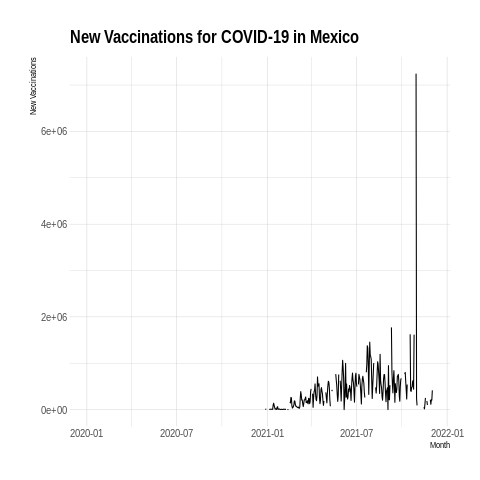 New Vaccinations for COVID-19 in Mexico
New Vaccinations
6e+06
4e+06
2e+06
0e+00
2020-01 2020-07 2021-01 2021-07 2022-01
Month